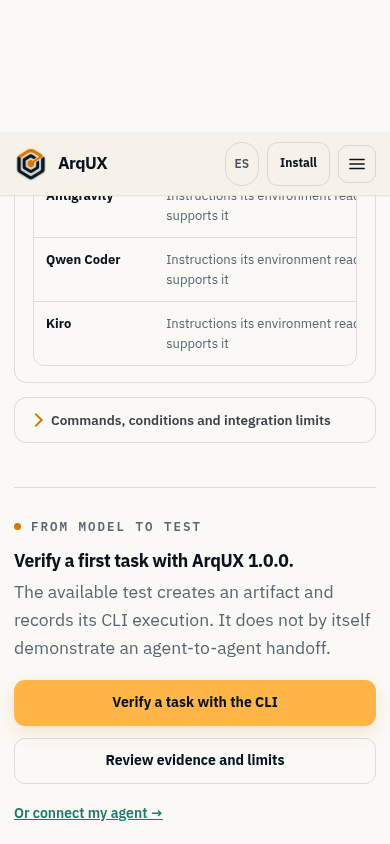 ArqUX
ES
Install
Antigravity
Instructions its environment
supports it
Qwen Coder
Instructions its environment
supports it
Kiro
Instructions its environment
supports it
Commands, conditions and integration limits
FROM MODEL TO TEST
Verify a first task with ArqUX 1.0.0.
The available test creates an artifact and
records its CLI execution. It does not by itself
demonstrate an agent-to-agent handoff.
Verify a task with the CLI
Review evidence and limits
Or connect my agent →